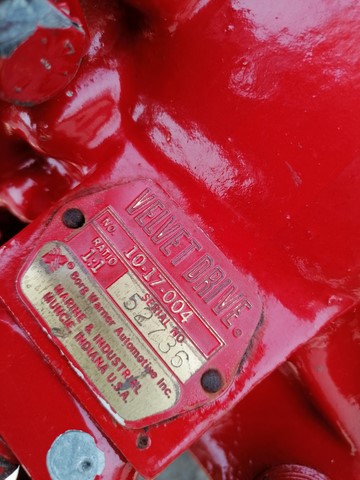 VELVET DRIVE®
No. 10-17-004
RATIO SERIAL NO.
1:1 52736
© Borg Warner Automotive Inc.
MARINE & INDUSTRIAL
MUNCIE, INDIANA U.S.A.